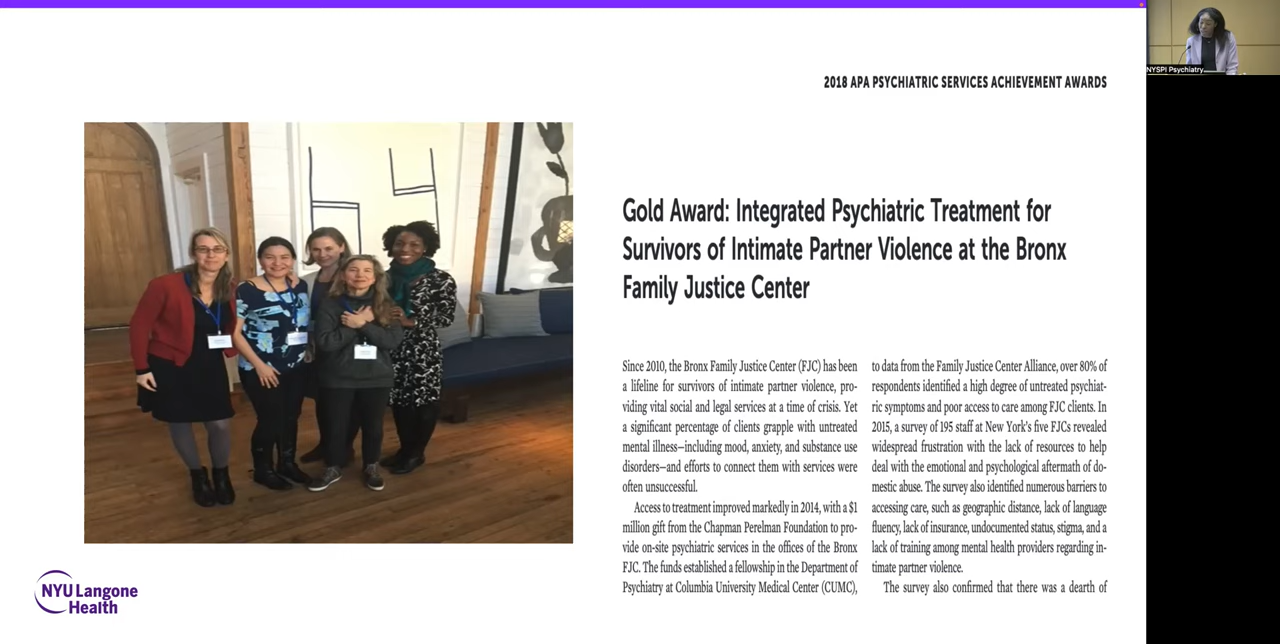 NYSPI Psychiatry
2018 APA PSYCHIATRIC SERVICES ACHIEVEMENT AWARDS
Gold Award: Integrated Psychiatric Treatment for
Survivors of Intimate Partner Violence at the Bronx
Family Justice Center
Since 2010, the Bronx Family Justice Center (FJC) has been
a lifeline for survivors of intimate partner violence, pro-
viding vital social and legal services at a time of crisis. Yet
a significant percentage of clients grapple with untreated
mental illness—including mood, anxiety, and substance use
disorders—and efforts to connect them with services were
often unsuccessful.
Access to treatment improved markedly in 2014, with a $1
million gift from the Chapman Perelman Foundation to pro-
vide on-site psychiatric services in the offices of the Bronx
FJC. The funds established a fellowship in the Department of
Psychiatry at Columbia University Medical Center (CUMC),
to data from the Family Justice Center Alliance, over 80% of
respondents identified a high degree of untreated psychiat-
ric symptoms and poor access to care among FJC clients. In
2015, a survey of 195 staff at New York's five FJCs revealed
widespread frustration with the lack of resources to help
deal with the emotional and psychological aftermath of do-
mestic abuse. The survey also identified numerous barriers to
accessing care, such as geographic distance, lack of language
fluency, lack of insurance, undocumented status, stigma, and a
lack of training among mental health providers regarding in-
timate partner violence.
The survey also confirmed that there was a dearth of
NYU Langone
Health